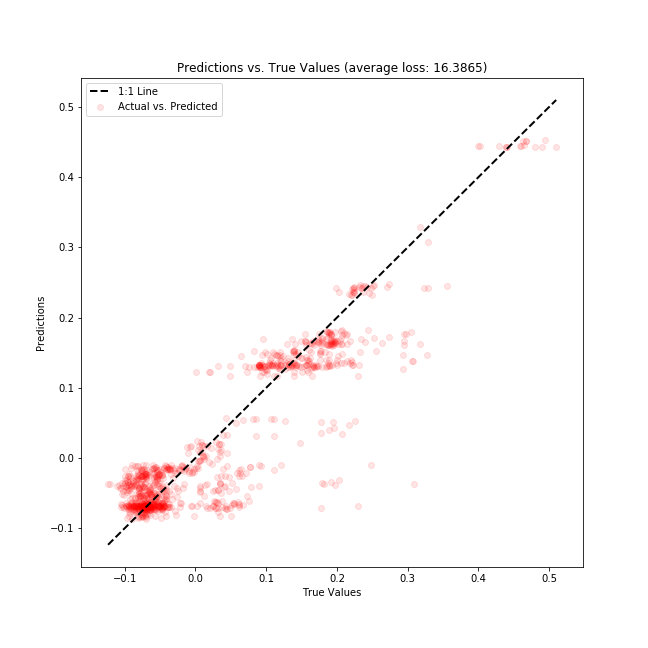 Predictions vs. True Values (average loss: 16.3865)
1:1 Line
Actual vs. Predicted
0.5
0.4
0.3
0.2
0.1
0.0
−0.1
Predictions
−0.1 0.0 0.1 0.2 0.3 0.4 0.5
True Values